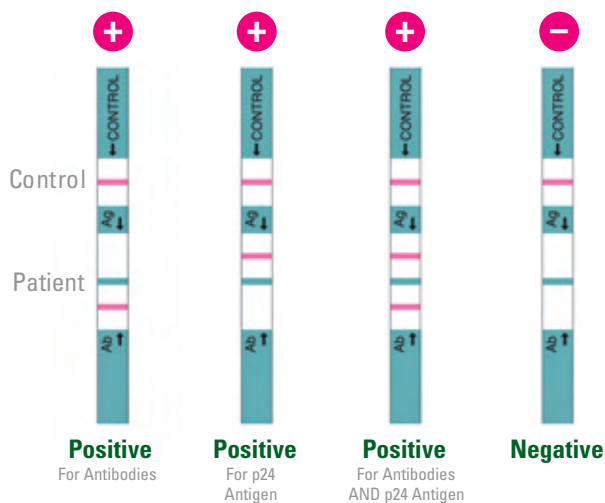 + + + −
←CONTROL ←CONTROL ←CONTROL ←CONTROL
Control
Ag Ag Ag Ag
Patient
Ab Ab Ab Ab
Positive Positive Positive Negative
For Antibodies For p24 For Antibodies
Antigen AND p24 Antigen